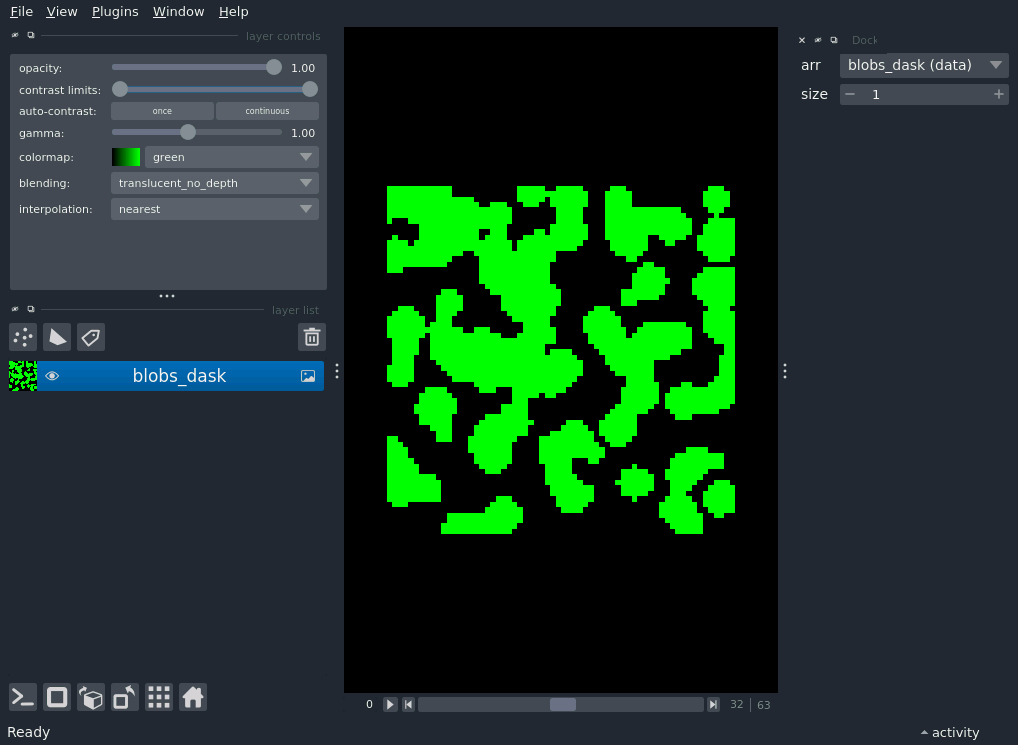 File View Plugins Window Help
layer controls
opacity: 1.00
contrast limits:
auto-contrast: once continuous
gamma: 1.00
colormap: green
blending: translucent_no_depth
interpolation: nearest
layer list
blobs_dask
0 32 63
Dock
arr blobs_dask (data)
size 1
Ready
activity